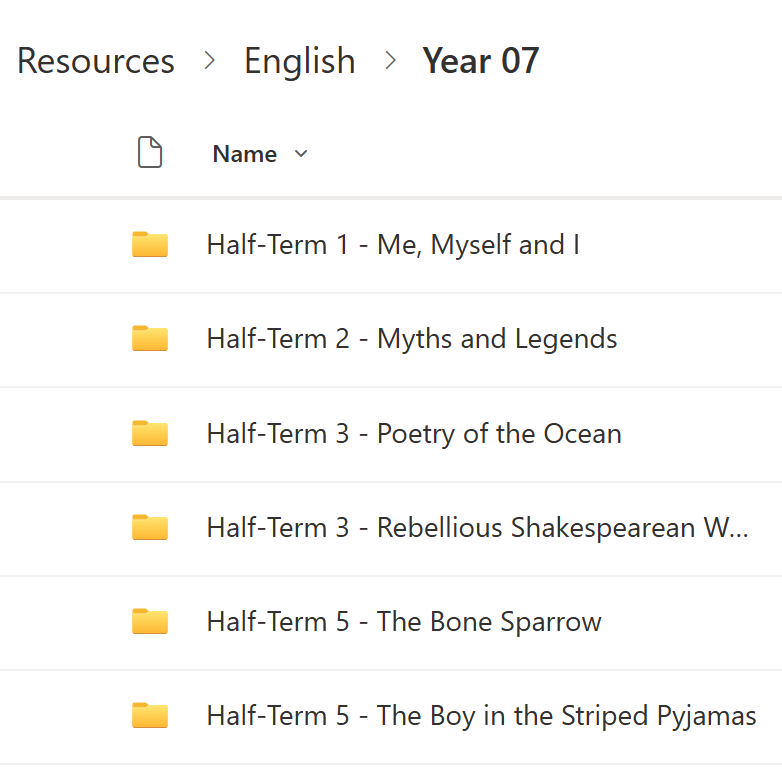 Resources > English > Year 07
Name
Half-Term 1 - Me, Myself and I
Half-Term 2 - Myths and Legends
Half-Term 3 - Poetry of the Ocean
Half-Term 3 - Rebellious Shakespearean W...
Half-Term 5 - The Bone Sparrow
Half-Term 5 - The Boy in the Striped Pyjamas